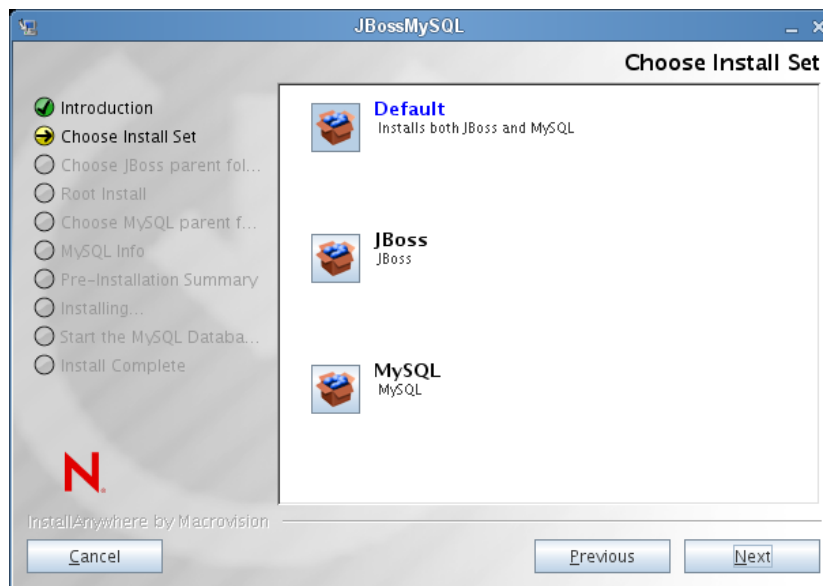 JBossMySQL
Choose Install Set
Introduction
Choose Install Set
Choose JBoss parent fol...
Root Install
Choose MySQL parent f...
MySQL Info
Pre-Installation Summary
Installing...
Start the MySQL Databa...
Install Complete
Default
Installs both JBoss and MySQL
JBoss
JBoss
MySQL
MySQL
N
InstallAnywhere by Macrovision
Cancel
Previous
Next